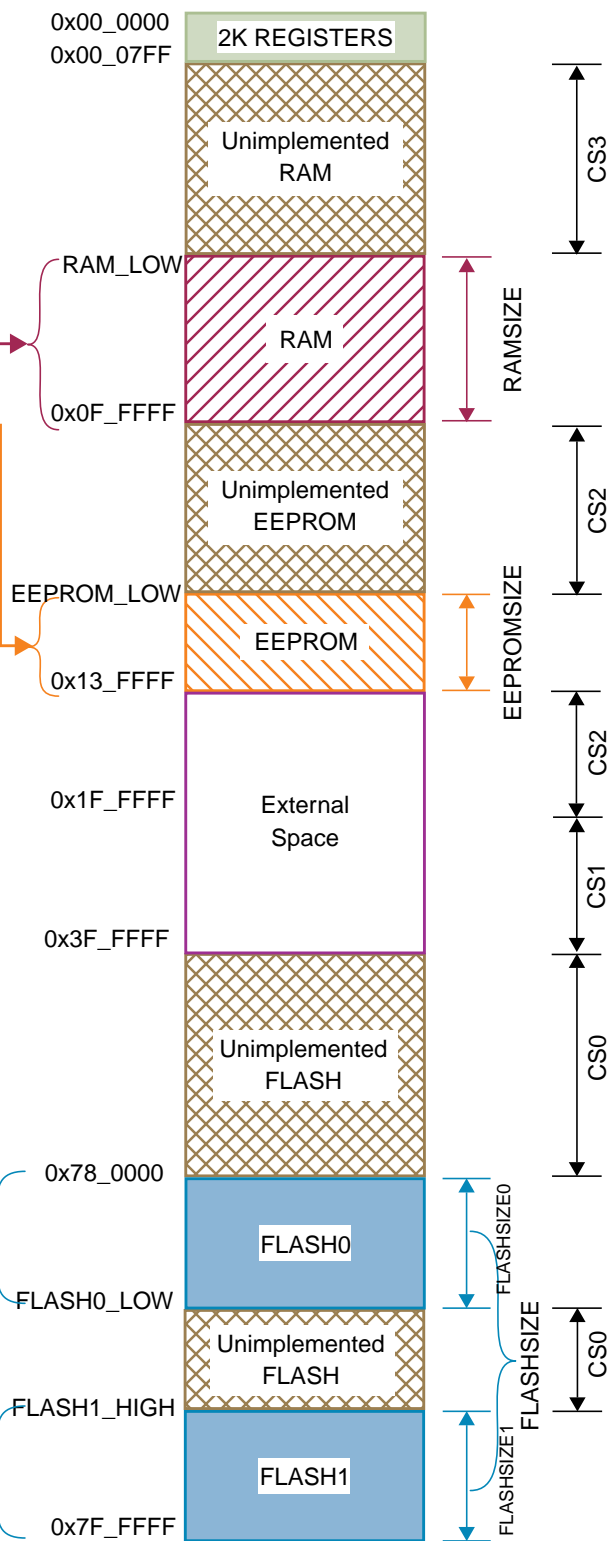 0x00_0000
2K REGISTERS
0x00_07FF
Unimplemented
RAM
CS3
RAM_LOW
RAM
RAMSIZE
0x0F_FFFF
Unimplemented
EEPROM
CS2
EEPROM_LOW
EEPROM
EEPROMSIZE
0x13_FFFF
CS2
0x1F_FFFF
External
Space
CS1
0x3F_FFFF
Unimplemented
FLASH
CS0
0x78_0000
FLASH0
FLASHSIZE0
FLASH0_LOW
Unimplemented
FLASH
FLASHSIZE
CS0
FLASH1_HIGH
FLASH1
FLASHSIZE1
0x7F_FFFF